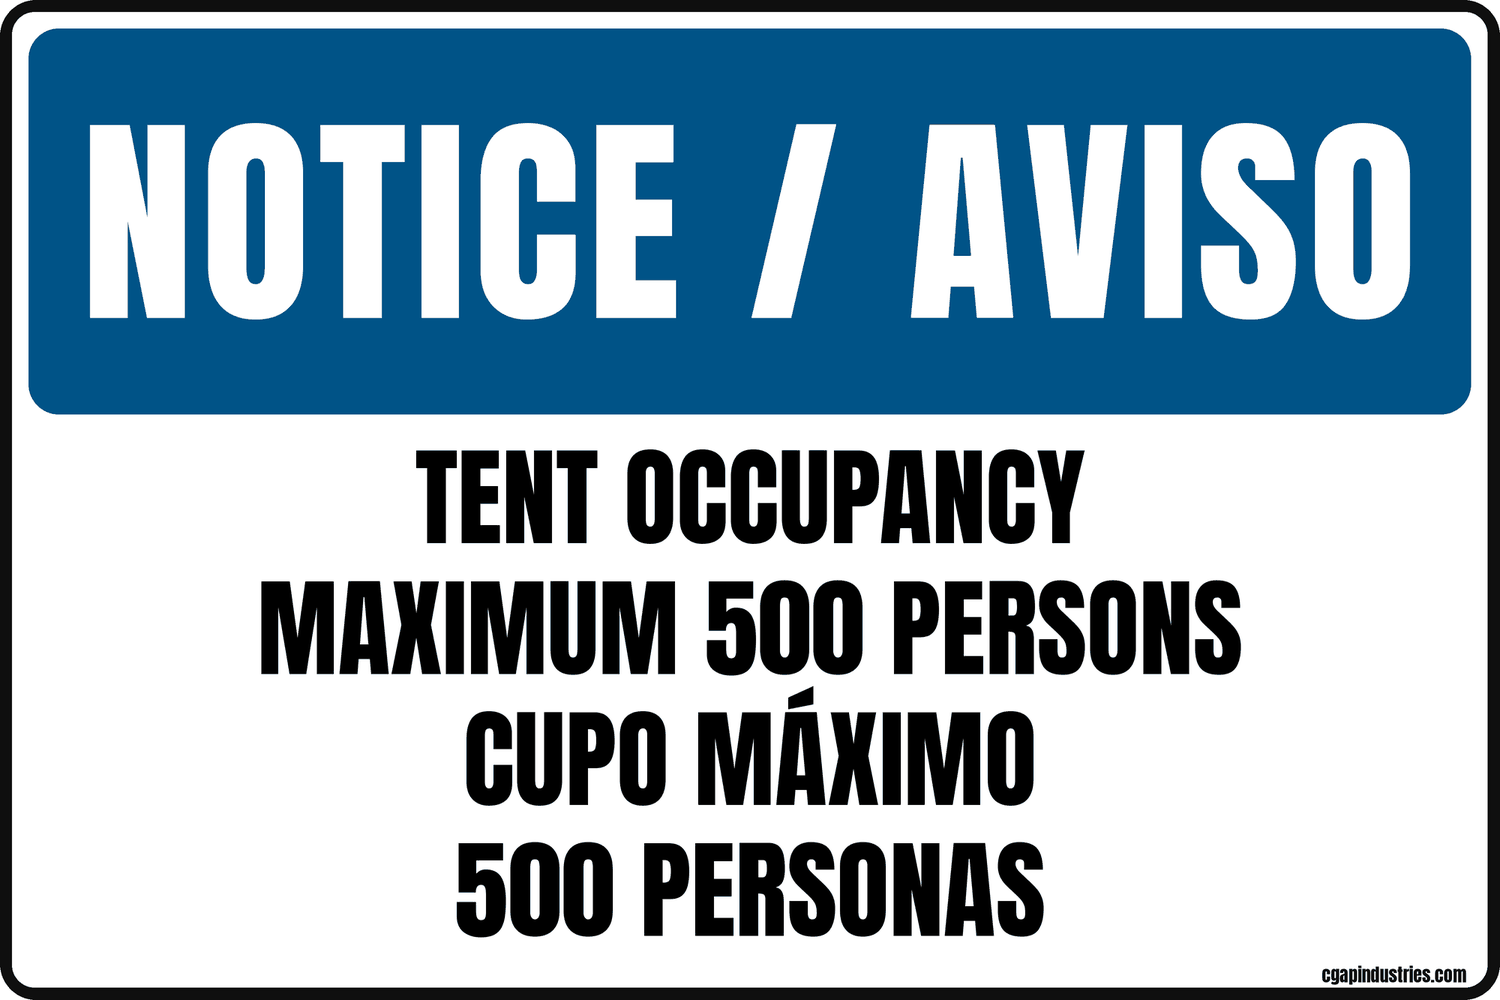 NOTICE / AVISO
TENT OCCUPANCY
MAXIMUM 500 PERSONS
CUPO MÁXIMO
500 PERSONAS
cgapindustries.com